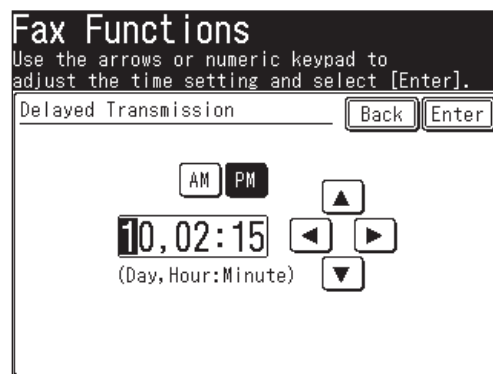 Fax Functions
Use the arrows or numeric keypad to
adjust the time setting and select [Enter].
Delayed Transmission
Back Enter
AM PM
10,02:15
(Day,Hour:Minute)